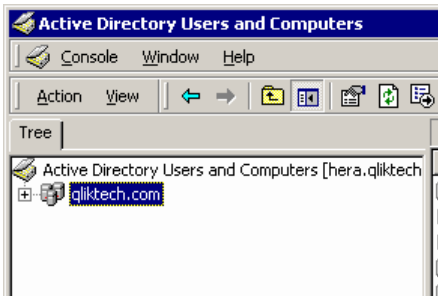 Active Directory Users and Computers
Console Window Help
Action View
Tree
Active Directory Users and Computers [hera.qliktech
qliktech.com